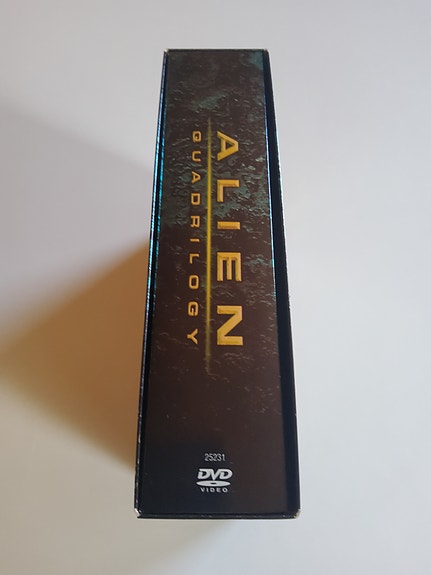 ALIEN
QUADRILOGY
25231
DVD
VIDEO